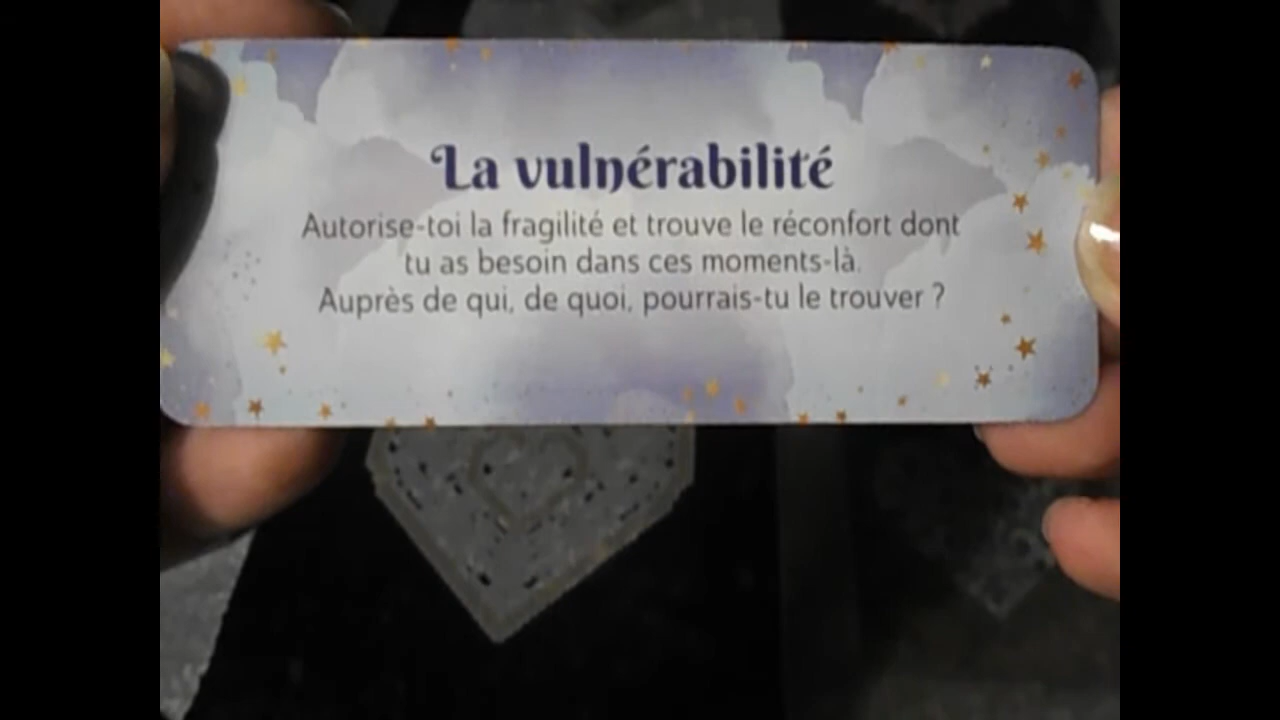 La vulnérabilité
Autorise-toi la fragilité et trouve le réconfort dont
tu as besoin dans ces moments-là.
Auprès de qui, de quoi, pourrais-tu le trouver ?